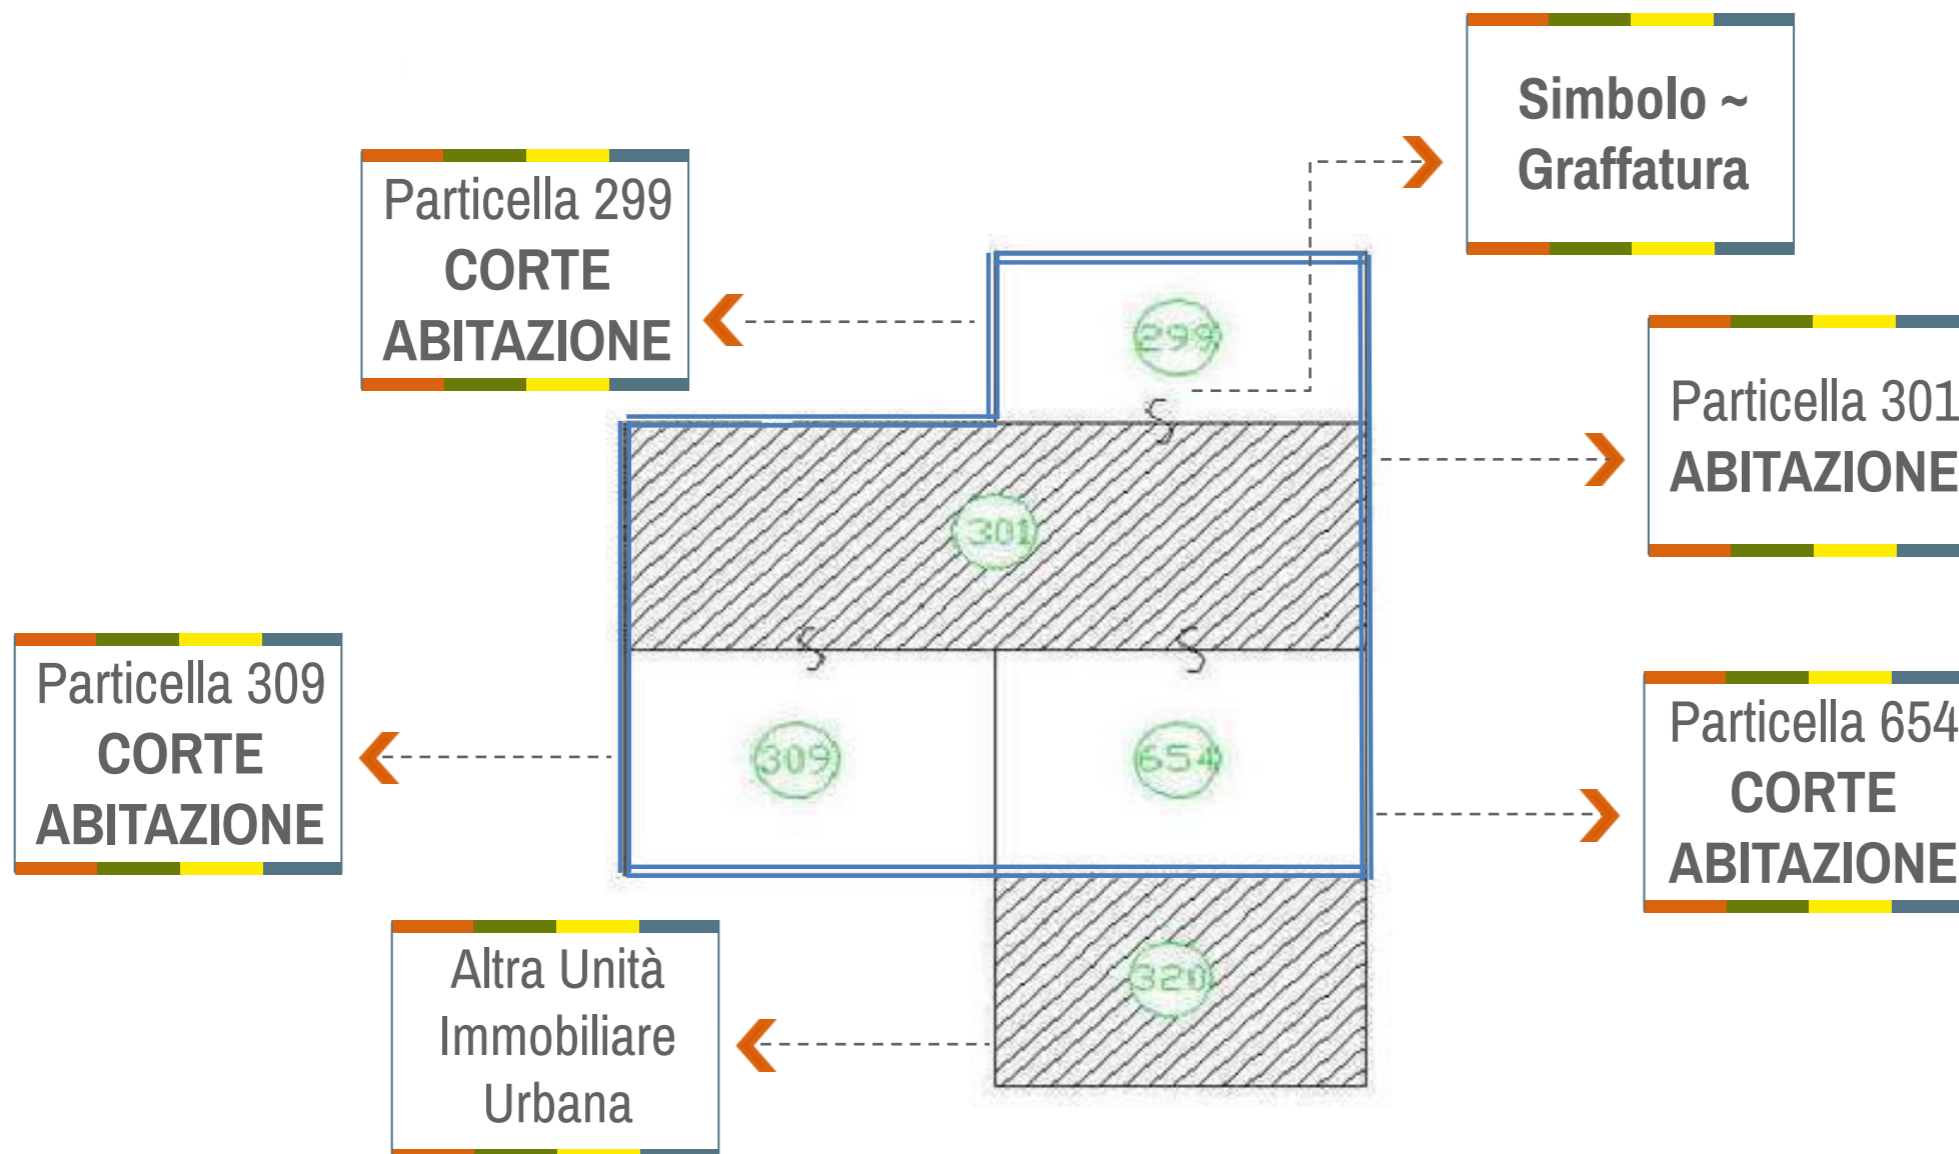 Simbolo ~
Graffatura
Particella 299
CORTE
ABITAZIONE
299
Particella 301
ABITAZIONE
301
Particella 309
CORTE
ABITAZIONE
309
654
Particella 654
CORTE
ABITAZIONE
Altra Unità
Immobiliare
Urbana
320